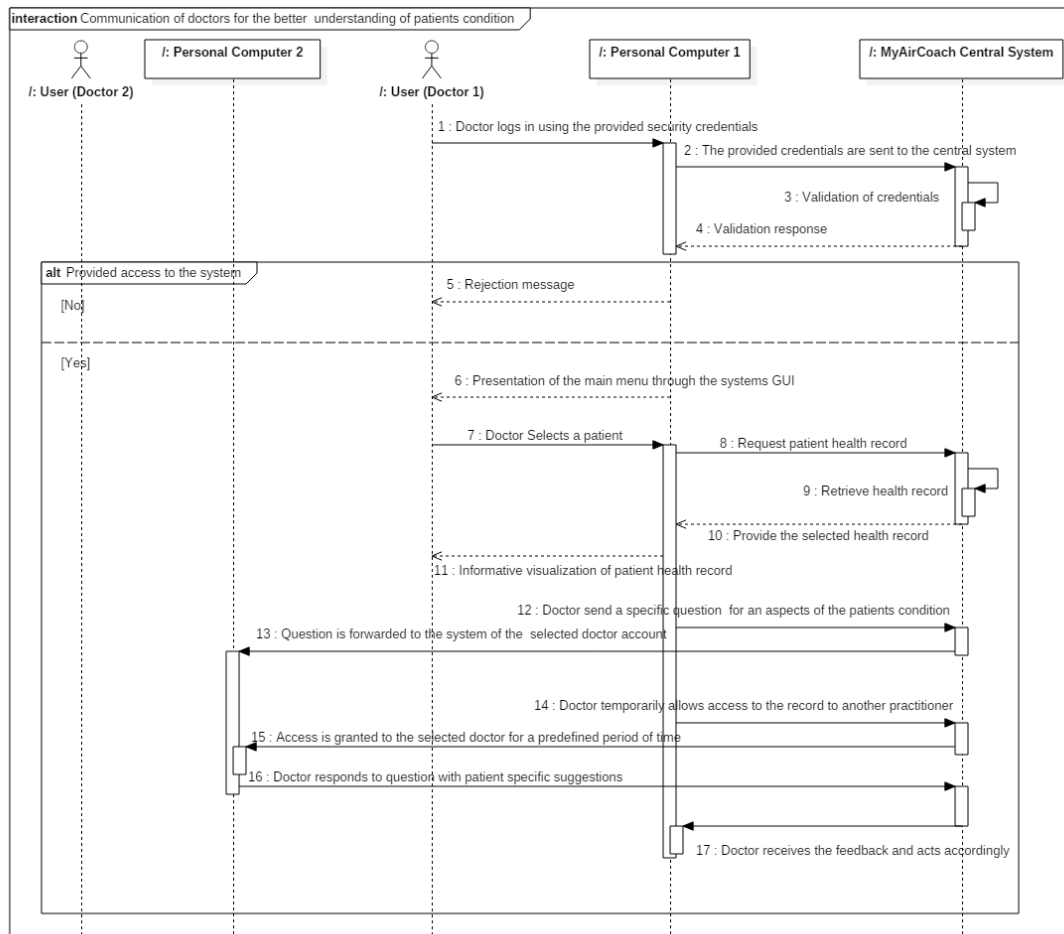 interaction Communication of doctors for the better understanding of patients condition
/: Personal Computer 2
/: Personal Computer 1
/: MyAirCoach Central System
/: User (Doctor 2)
/: User (Doctor 1)
1 : Doctor logs in using the provided security credentials
2 : The provided credentials are sent to the central system
3 : Validation of credentials
4 : Validation response
alt Provided access to the system
5 : Rejection message
[No]
[Yes]
6 : Presentation of the main menu through the systems GUI
7 : Doctor Selects a patient
8 : Request patient health record
9 : Retrieve health record
10 : Provide the selected health record
11 : Informative visualization of patient health record
12 : Doctor send a specific question for an aspects of the patients condition
13 : Question is forwarded to the system of the selected doctor account
14 : Doctor temporarily allows access to the record to another practitioner
15 : Access is granted to the selected doctor for a predefined period of time
16 : Doctor responds to question with patient specific suggestions
17 : Doctor receives the feedback and acts accordingly